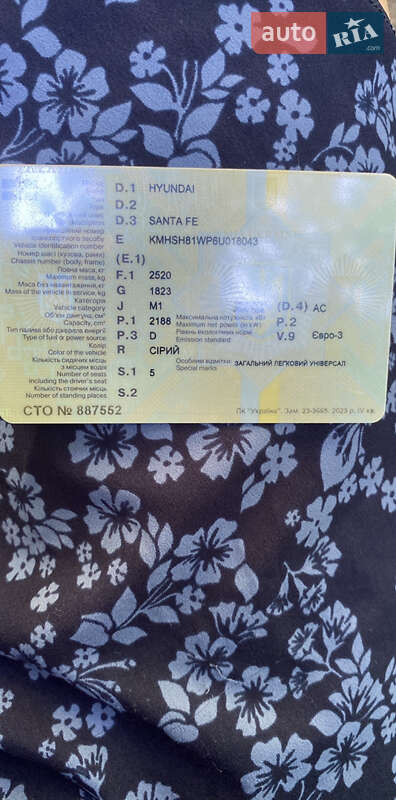 auto RIA.com
D.1 HYUNDAI
D.2
D.3 SANTA FE
транспортного засобу E KMHSH81WP6U018043
Vehicle identification number
Номер шасі (кузова, рами) (E.1)
Chassis number (body, frame)
Повна маса, кг F.1 2520
Maximum mass, kg
Маса без навантаження, кг G 1823
Mass of the vehicle in service, kg
Категорія J M1 (D.4) AC
Vehicle category
Об'єм двигуна, см³ P.1 2188 Максимальна нетто потужність, кВт P.2
Capacity, cm³ Maximum net power (in kW)
Тип палива або джерела енергії P.3 D Рівень екологічних норм V.9 Євро-3
Type of fuel or power source Emission standard
Колір R СІРИЙ Особливі відмітки ЗАГАЛЬНИЙ ЛЕГКОВИЙ УНІВЕРСАЛ
Color of the vehicle Special marks
Кількість сидячих місць
з місцем водія S.1 5
Number of seats
including the driver's seat
Кількість стоячих місць S.2
Number of standing places
СТО № 887552
ПК "Україна". Зам. 23-3665. 2023 р. IV кв.